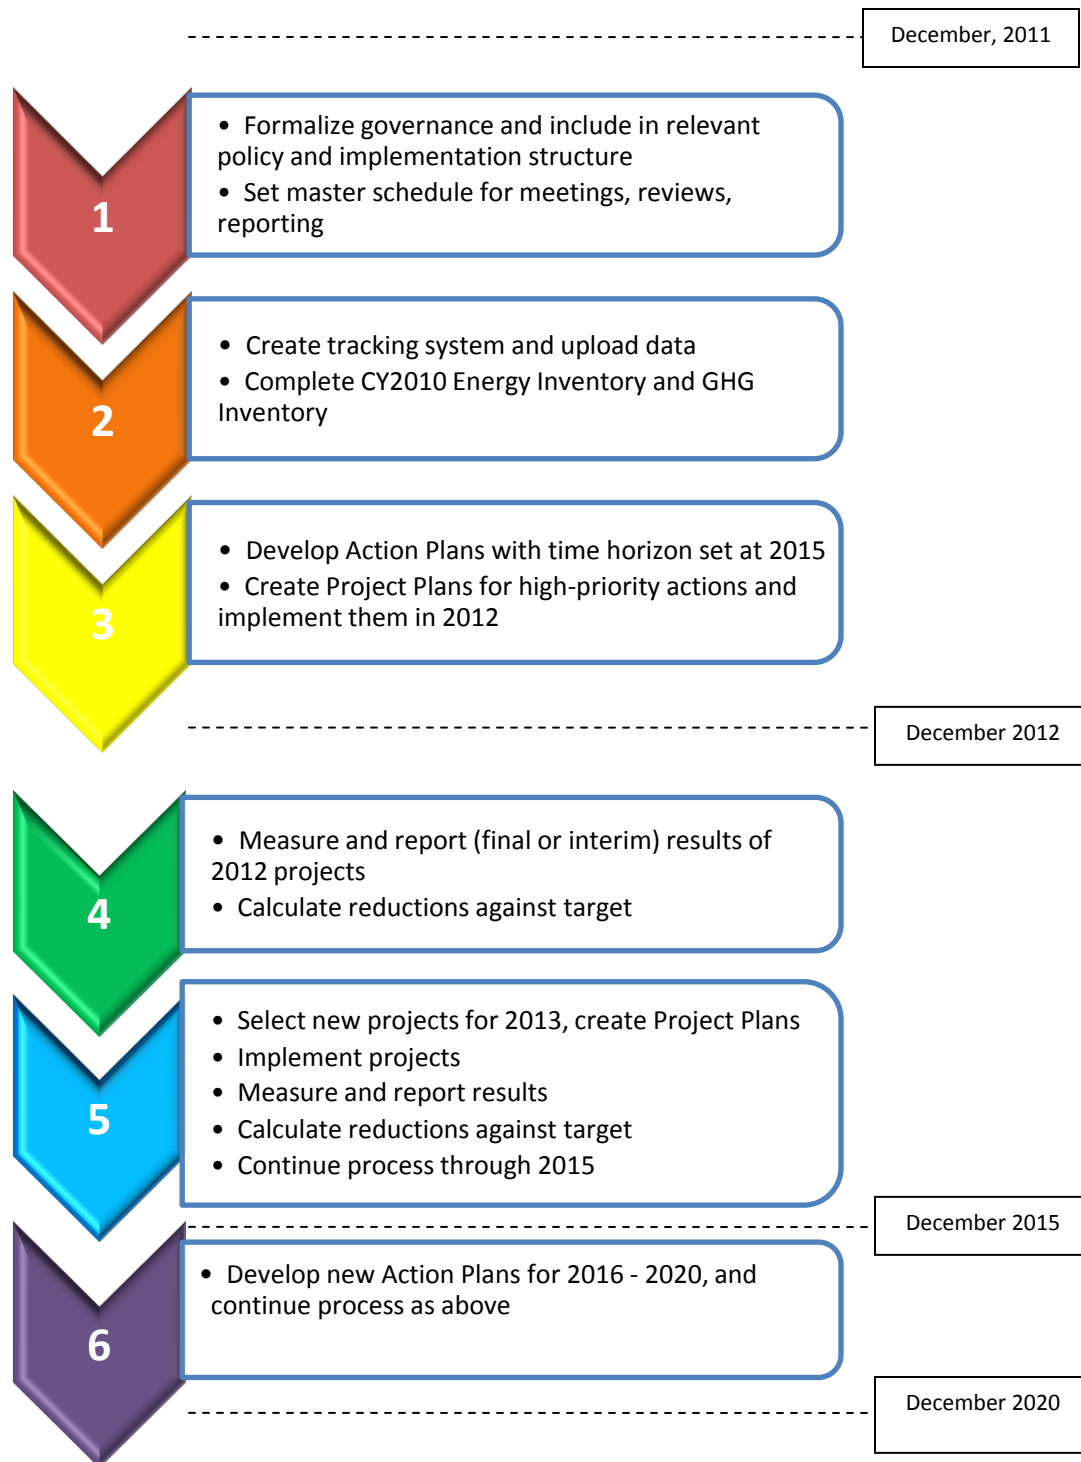 December, 2011
• Formalize governance and include in relevant
policy and implementation structure
• Set master schedule for meetings, reviews,
reporting
1
• Create tracking system and upload data
• Complete CY2010 Energy Inventory and GHG
Inventory
2
• Develop Action Plans with time horizon set at 2015
• Create Project Plans for high-priority actions and
implement them in 2012
3
December 2012
• Measure and report (final or interim) results of
2012 projects
• Calculate reductions against target
4
• Select new projects for 2013, create Project Plans
• Implement projects
• Measure and report results
• Calculate reductions against target
• Continue process through 2015
5
December 2015
• Develop new Action Plans for 2016 - 2020, and
continue process as above
6
December 2020